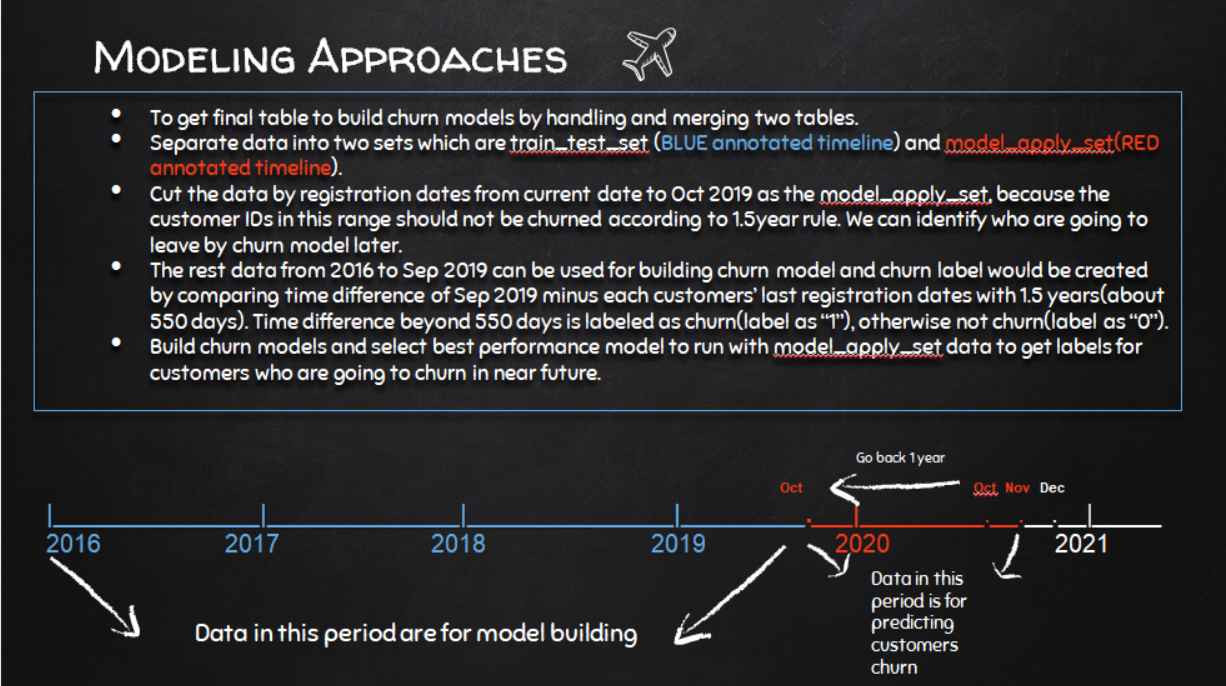 Modeling Approaches
• To get final table to build churn models by handling and merging two tables.
• Separate data into two sets which are train_test_set (BLUE annotated timeline) and model_apply_set(RED
annotated timeline).
• Cut the data by registration dates from current date to Oct 2019 as the model_apply_set, because the
customer IDs in this range should not be churned according to 1.5year rule. We can identify who are going to
leave by churn model later.
• The rest data from 2016 to Sep 2019 can be used for building churn model and churn label would be created
by comparing time difference of Sep 2019 minus each customers' last registration dates with 1.5 years(about
550 days). Time difference beyond 550 days is labeled as churn(label as “1”), otherwise not churn(label as “0”).
• Build churn models and select best performance model to run with model_apply_set data to get labels for
customers who are going to churn in near future.
Go back 1 year
Oct Oct Nov Dec
2016 2017 2018 2019 2020 2021
Data in this period are for model building
Data in this
period is for
predicting
customers
churn